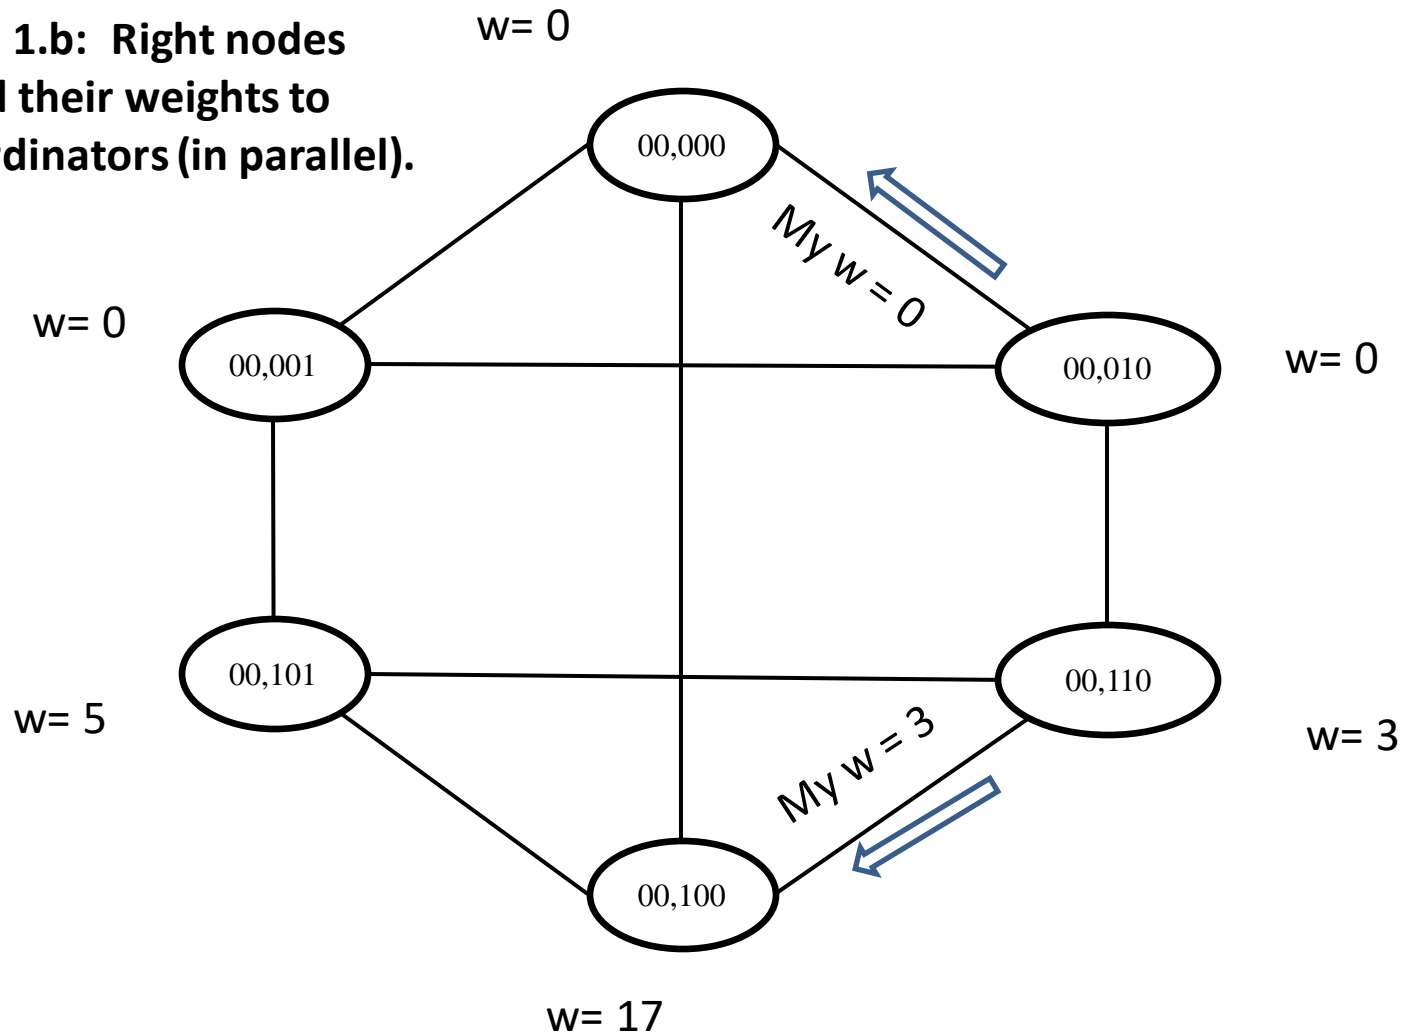 1.b: Right nodes
their weights to
(in parallel).
w= 0
00,000
My w = 0
w= 0
00,001
00,010
w= 0
00,101
00,110
w= 5
My w = 3
w= 3
00,100
w= 17